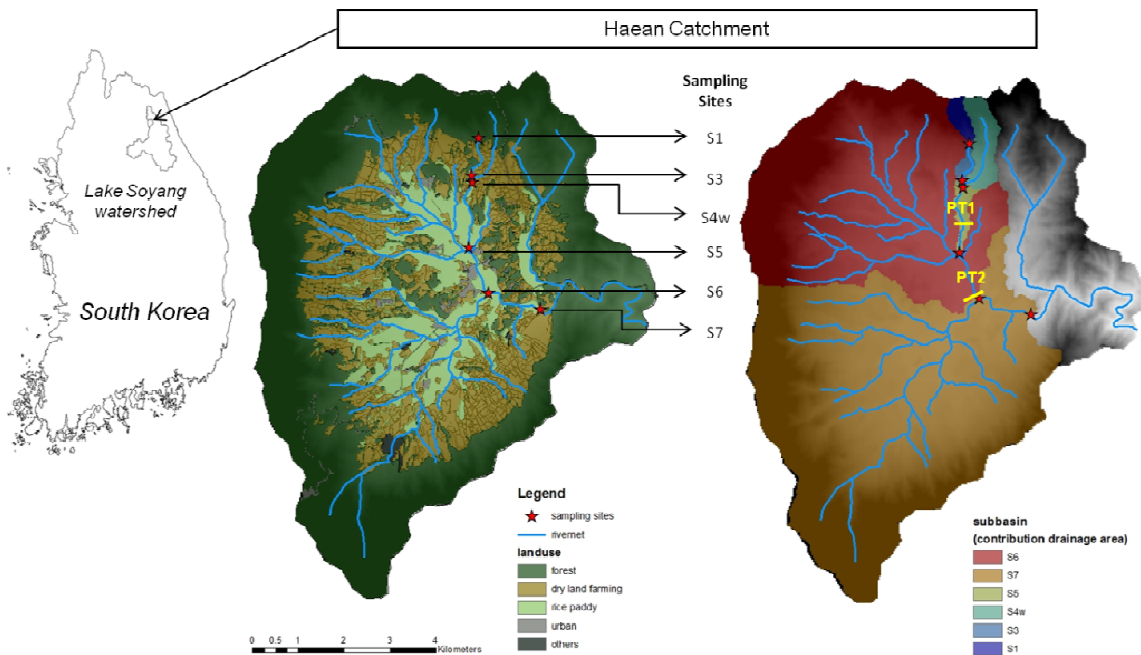 Haean Catchment
Sampling
Sites
S1
S3
S4w
S5
S6
S7
Lake Soyang
watershed
South Korea
PT1
PT2
Legend
sampling sites
rivernet
landuse
forest
dry land farming
rice paddy
urban
others
0 0.5 1 2 3 4
Kilometers
subbasin
(contribution drainage area)
S6
S7
S5
S4w
S3
S1